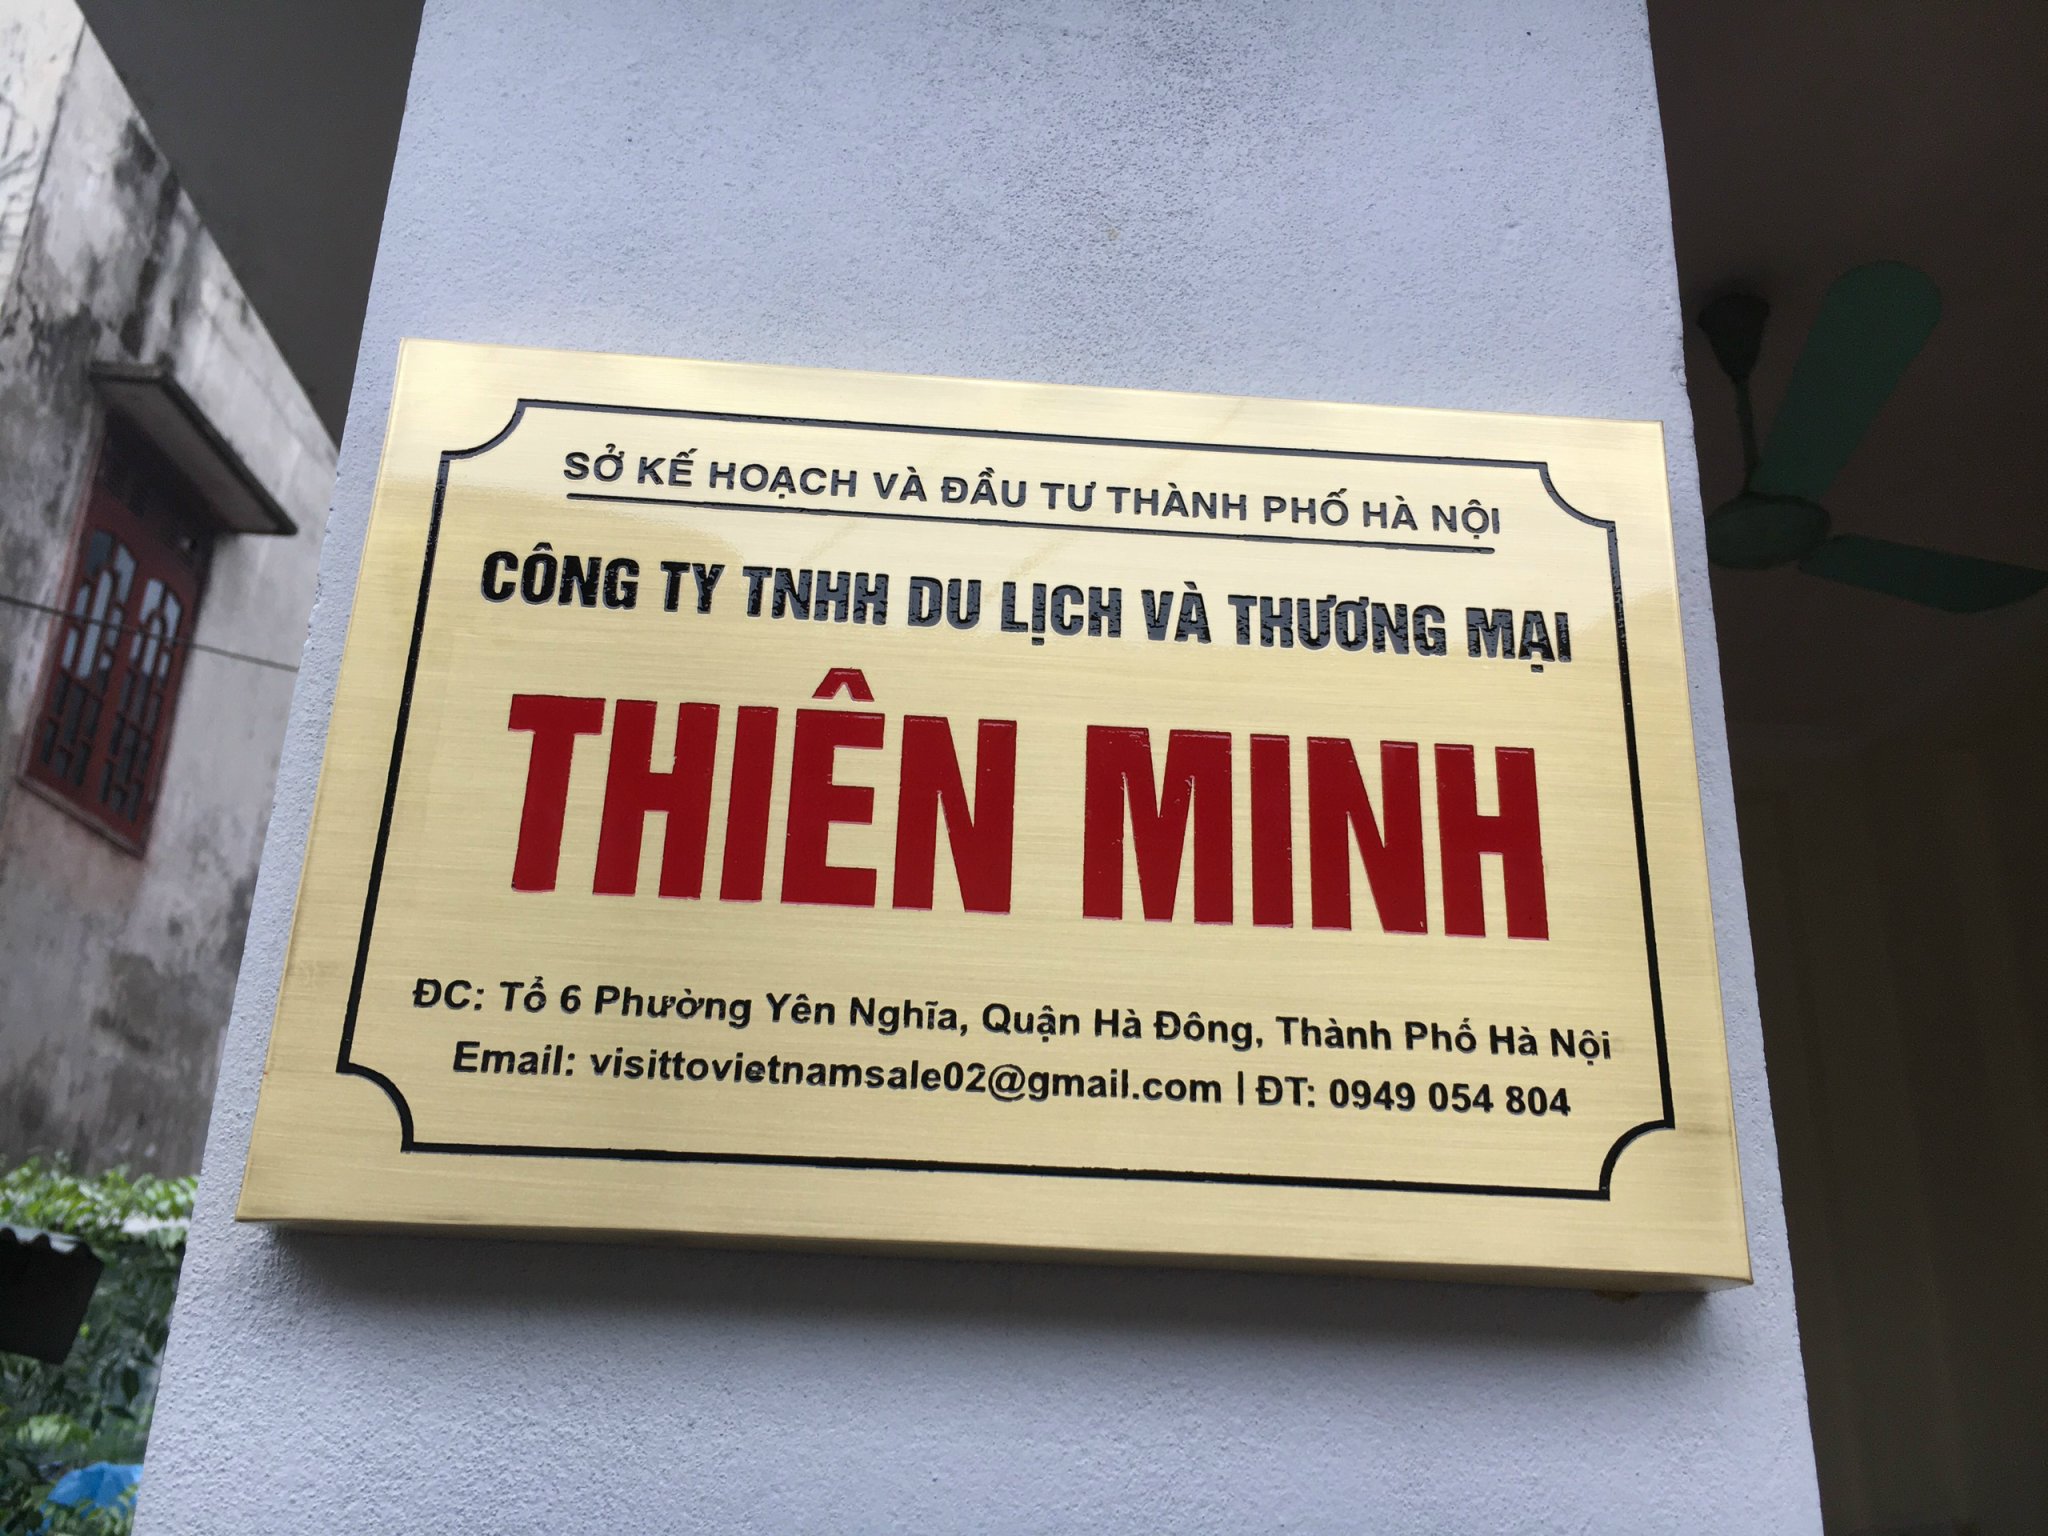 SỞ KẾ HOẠCH VÀ ĐẦU TƯ THÀNH PHỐ HÀ NỘI
CÔNG TY TNHH DU LỊCH VÀ THƯƠNG MẠI
THIÊN MINH
ĐC: Tổ 6 Phường Yên Nghĩa, Quận Hà Đông, Thành Phố Hà Nội
Email: visittovietnamsale02@gmail.com | ĐT: 0949 054 804